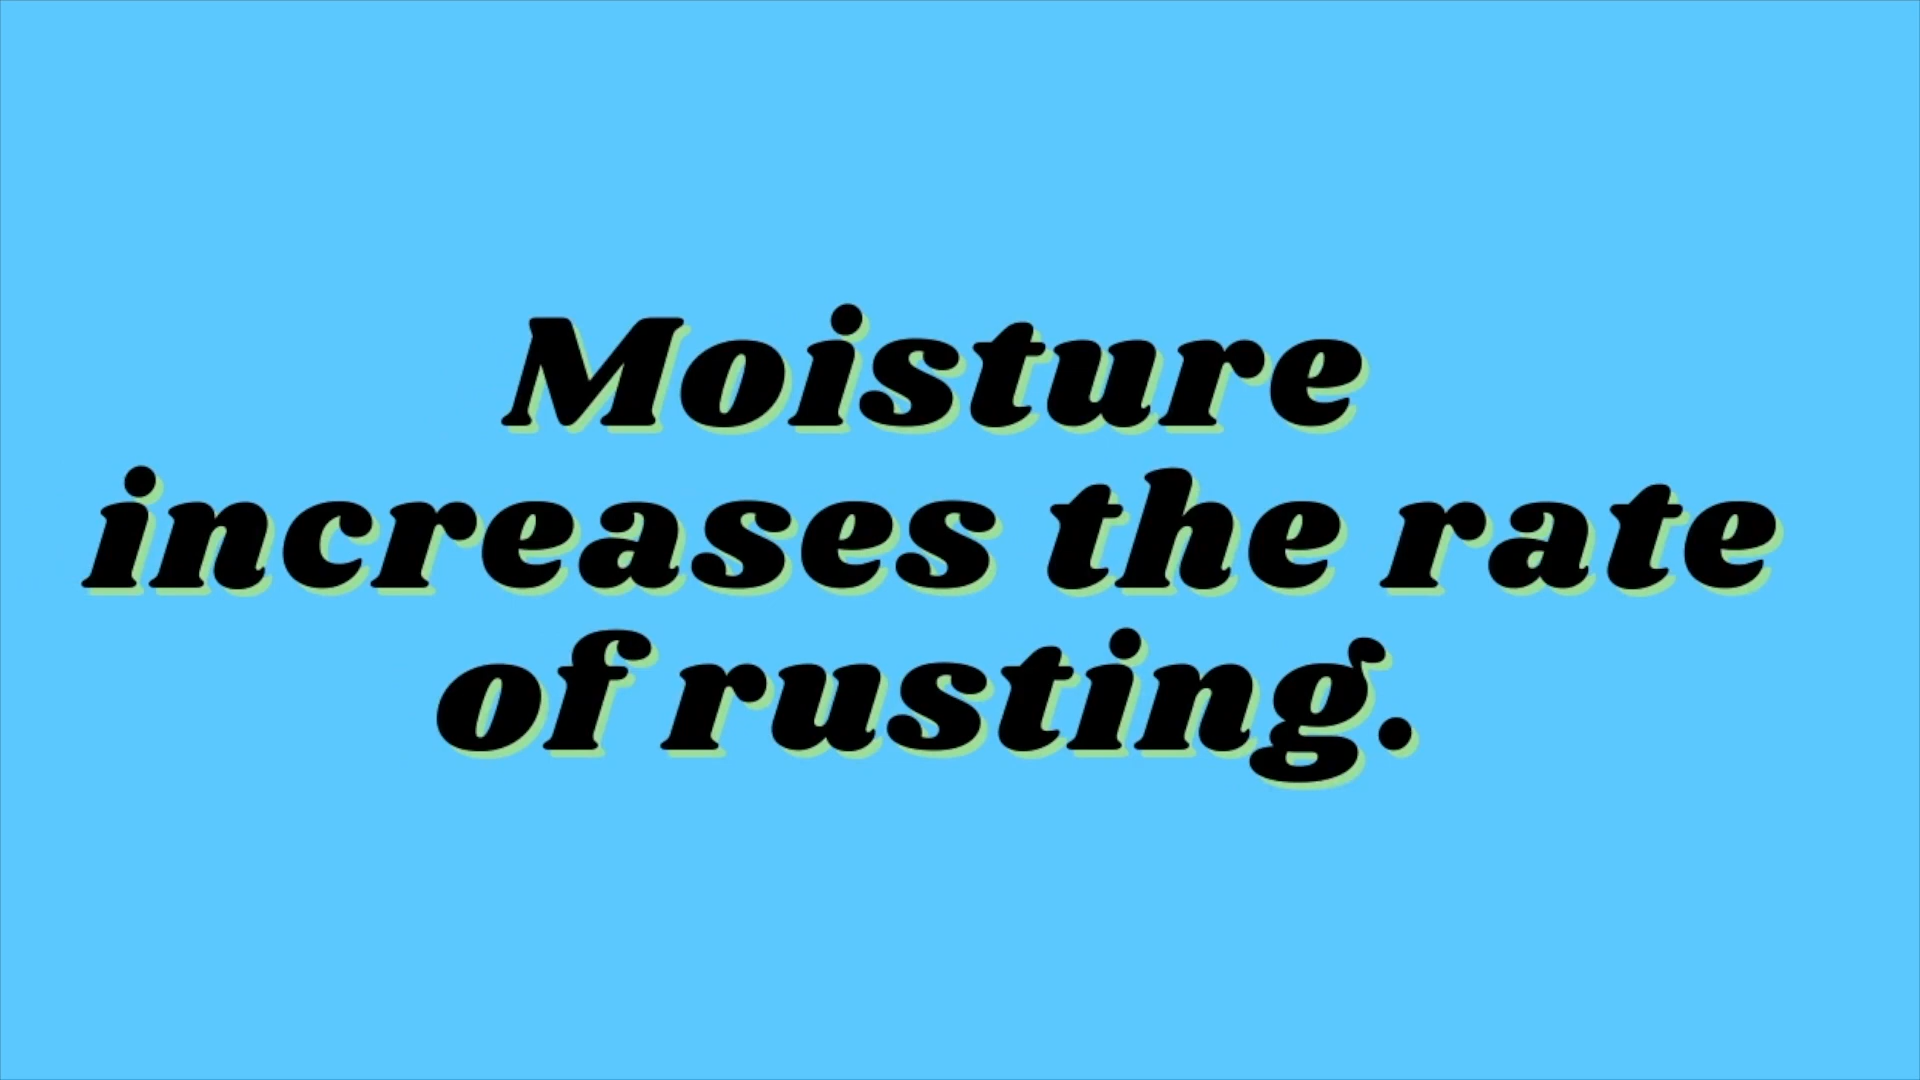 Moisture
increases the rate
of rusting.